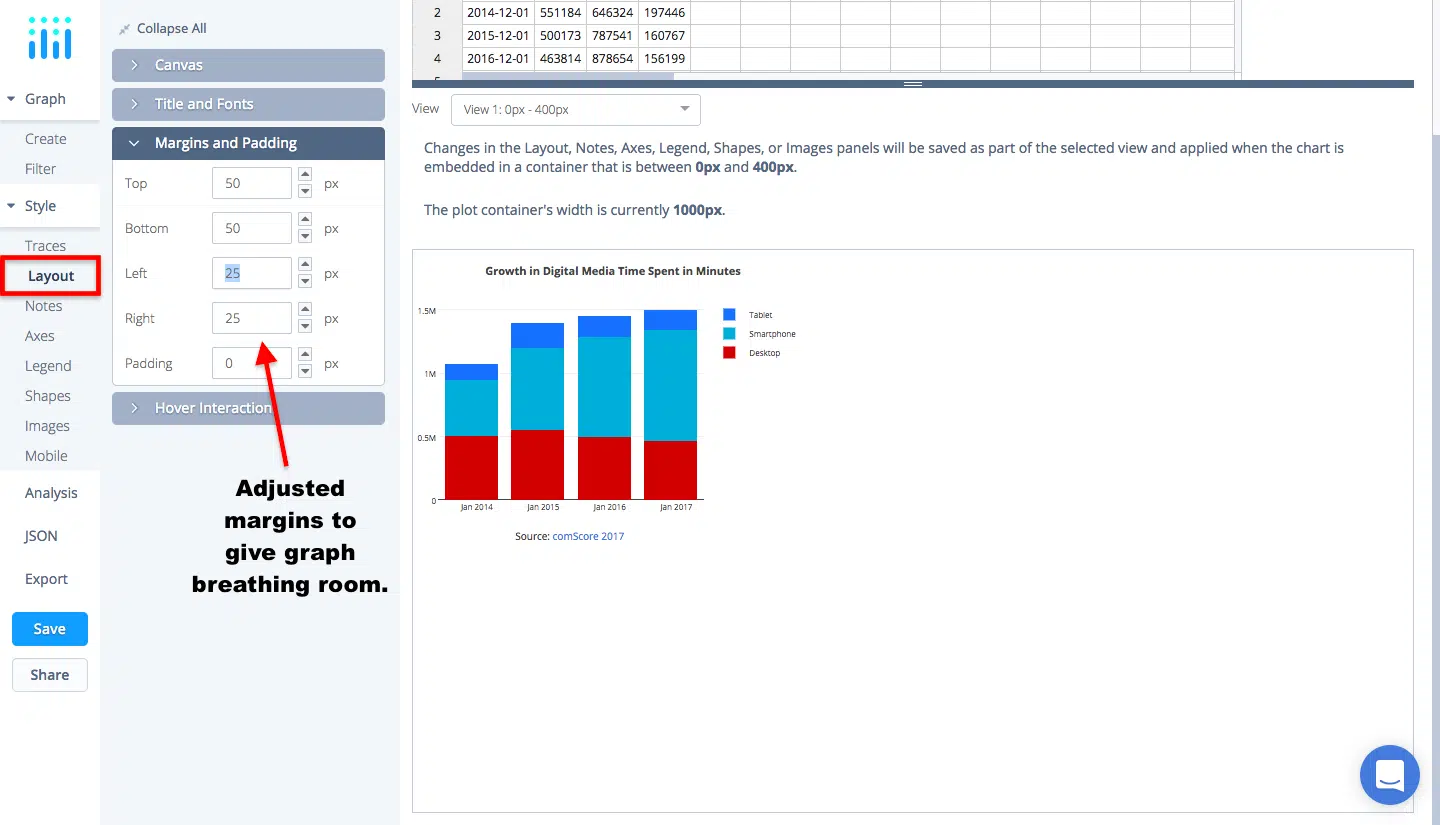 Graph
Create
Filter
Style
Traces
Layout
Notes
Axes
Legend
Shapes
Images
Mobile
Analysis
JSON
Export
Save
Share
Collapse All
Canvas
Title and Fonts
Margins and Padding
Top 50 px
Bottom 50 px
Left 25 px
Right 25 px
Padding 0 px
Hover Interaction
Adjusted
margins to
give graph
breathing room.
2 2014-12-01 551184 646324 197446
3 2015-12-01 500173 787541 160767
4 2016-12-01 463814 878654 156199
View View 1: 0px - 400px
Changes in the Layout, Notes, Axes, Legend, Shapes, or Images panels will be saved as part of the selected view and applied when the chart is
embedded in a container that is between 0px and 400px.
The plot container's width is currently 1000px.
Growth in Digital Media Time Spent in Minutes
1.5M
1M
0.5M
0
Jan 2014 Jan 2015 Jan 2016 Jan 2017
Tablet
Smartphone
Desktop
Source: comScore 2017